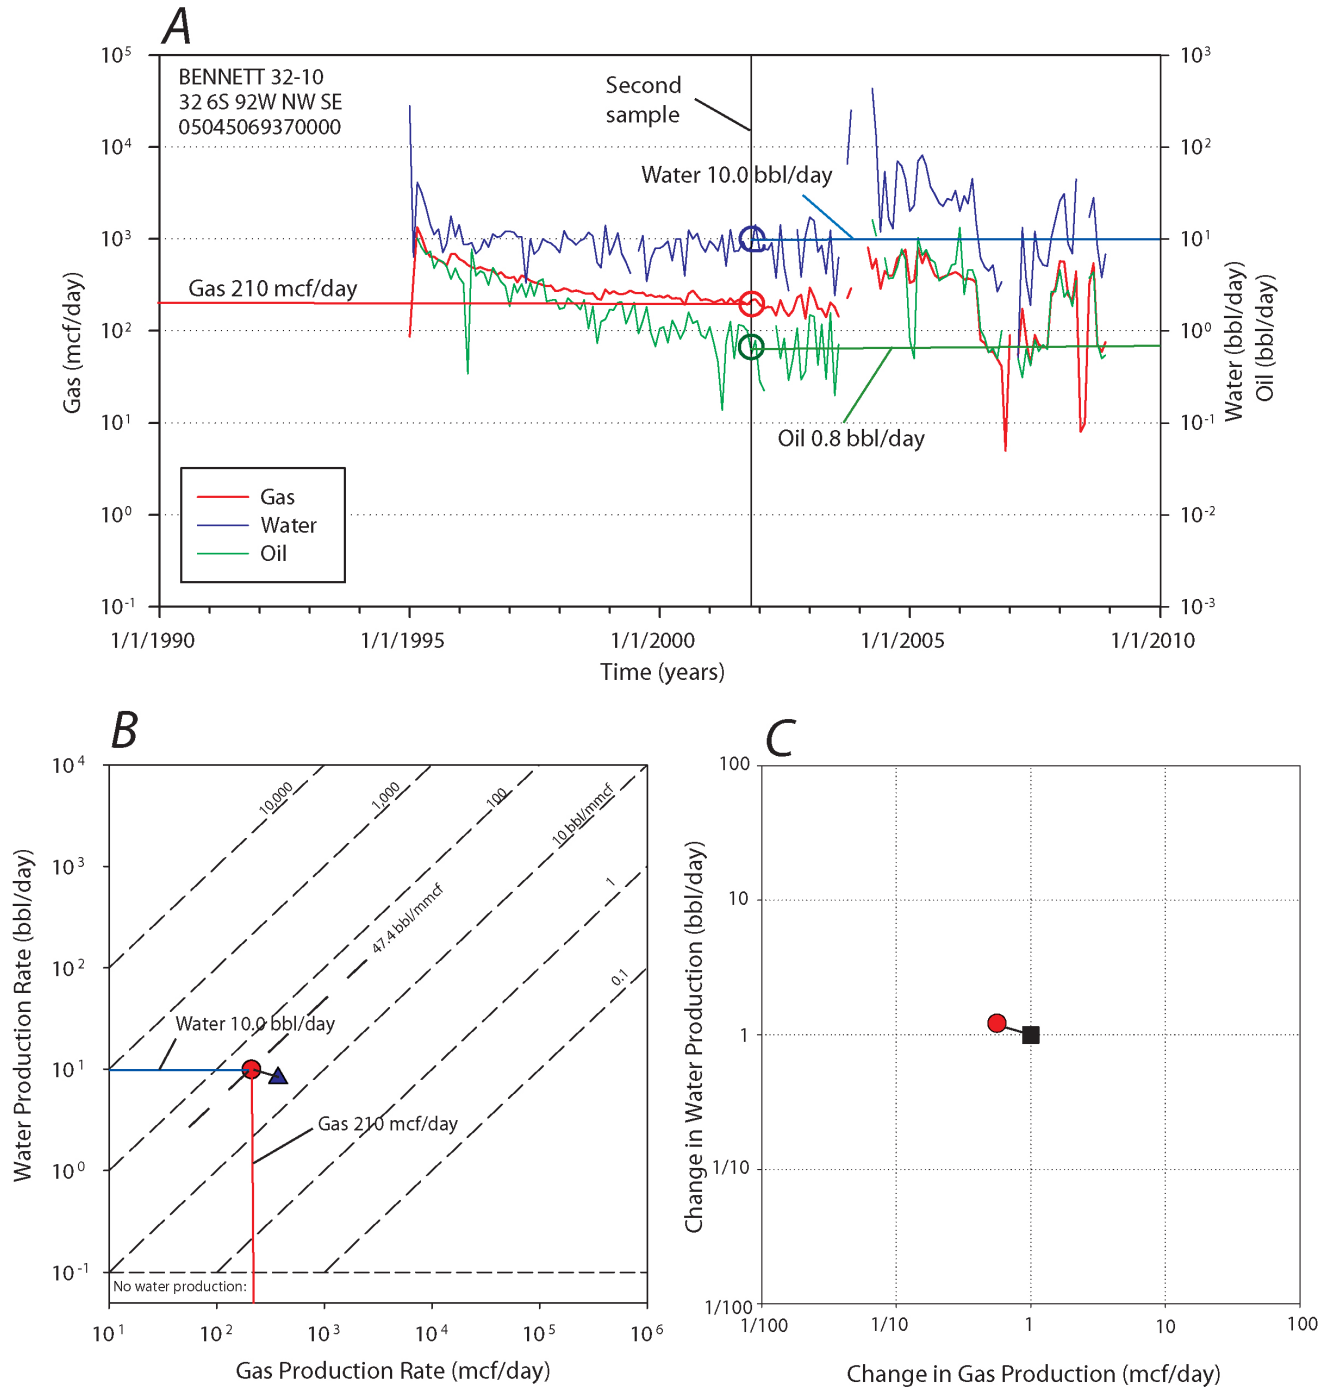 A
BENNETT 32-10
32 6S 92W NW SE
05045069370000
Second
sample
Water 10.0 bbl/day
Gas 210 mcf/day
Oil 0.8 bbl/day
Gas
Water
Oil
Gas (mcf/day)
10⁵
10⁴
10³
10²
10¹
10⁰
10⁻¹
10³
10²
10¹
10⁰
10⁻¹
10⁻²
10⁻³
Water (bbl/day)
Oil (bbl/day)
1/1/1990
1/1/1995
1/1/2000
1/1/2005
1/1/2010
Time (years)
B
Water Production Rate (bbl/day)
10⁴
10³
10²
10¹
10⁰
10⁻¹
10,000
1,000
100
10 bbl/mmcf
1
0.1
47.4 bbl/mmcf
Water 10.0 bbl/day
Gas 210 mcf/day
No water production:
10¹
10²
10³
10⁴
10⁵
10⁶
Gas Production Rate (mcf/day)
C
Change in Water Production (bbl/day)
100
10
1
1/10
1/100
1/100
1/10
1
10
100
Change in Gas Production (mcf/day)